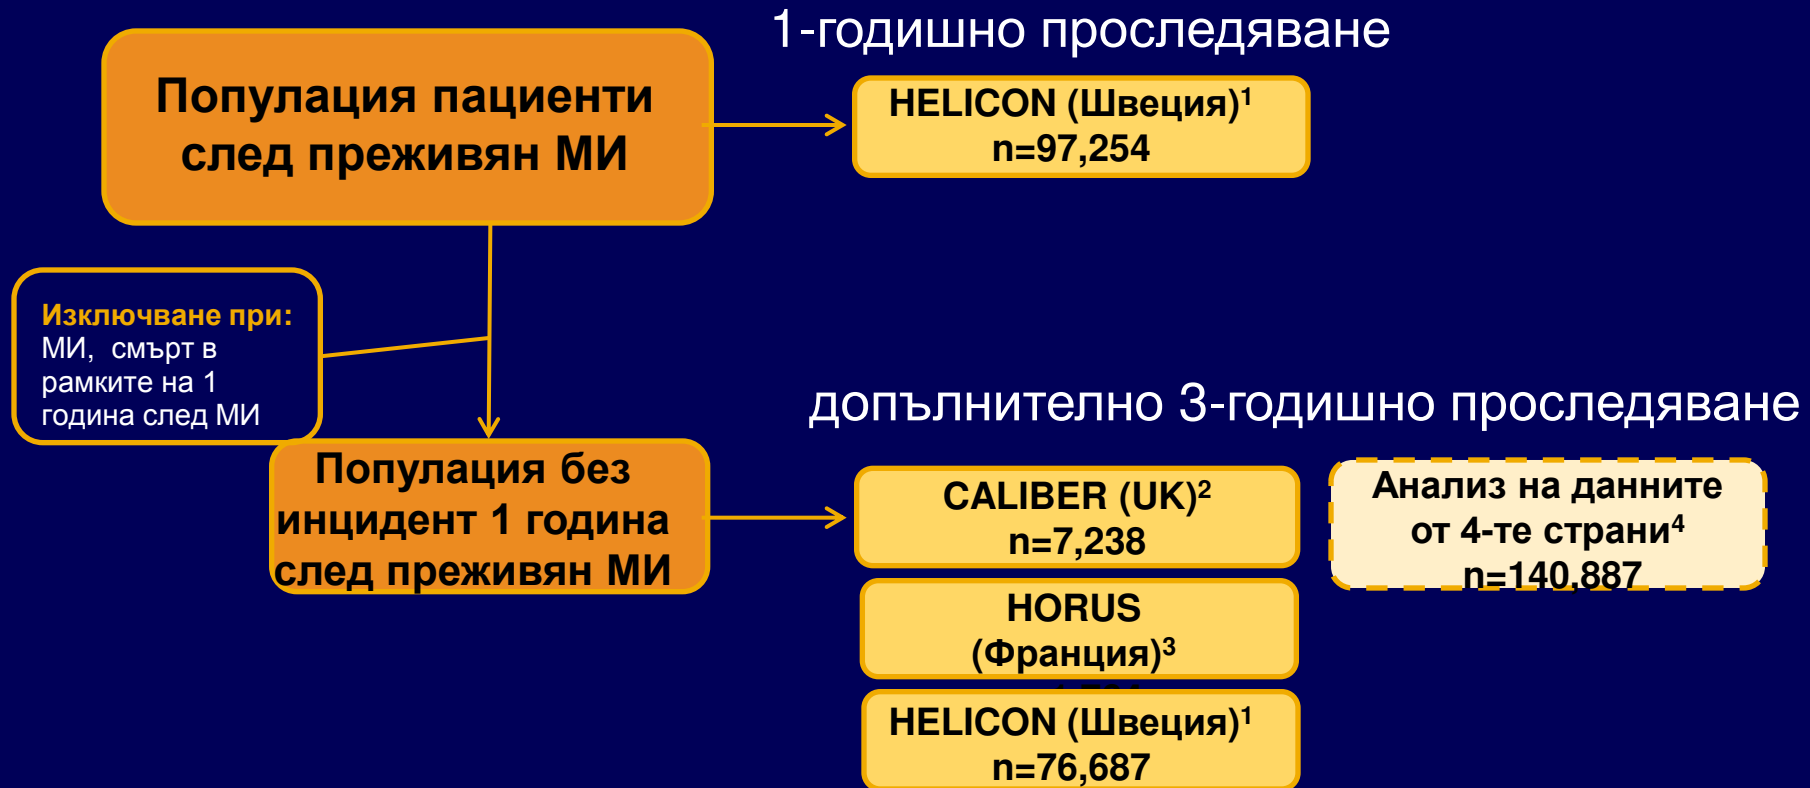 1-годишно проследяване
Популация пациенти
след преживян МИ
HELICON (Швеция)¹
n=97,254
Изключване при:
МИ, смърт в
рамките на 1
година след МИ
допълнително 3-годишно проследяване
Популация без
инцидент 1 година
след преживян МИ
CALIBER (UK)²
n=7,238
HORUS
(Франция)³
HELICON (Швеция)¹
n=76,687
Анализ на данните
от 4-те страни⁴
n=140,887